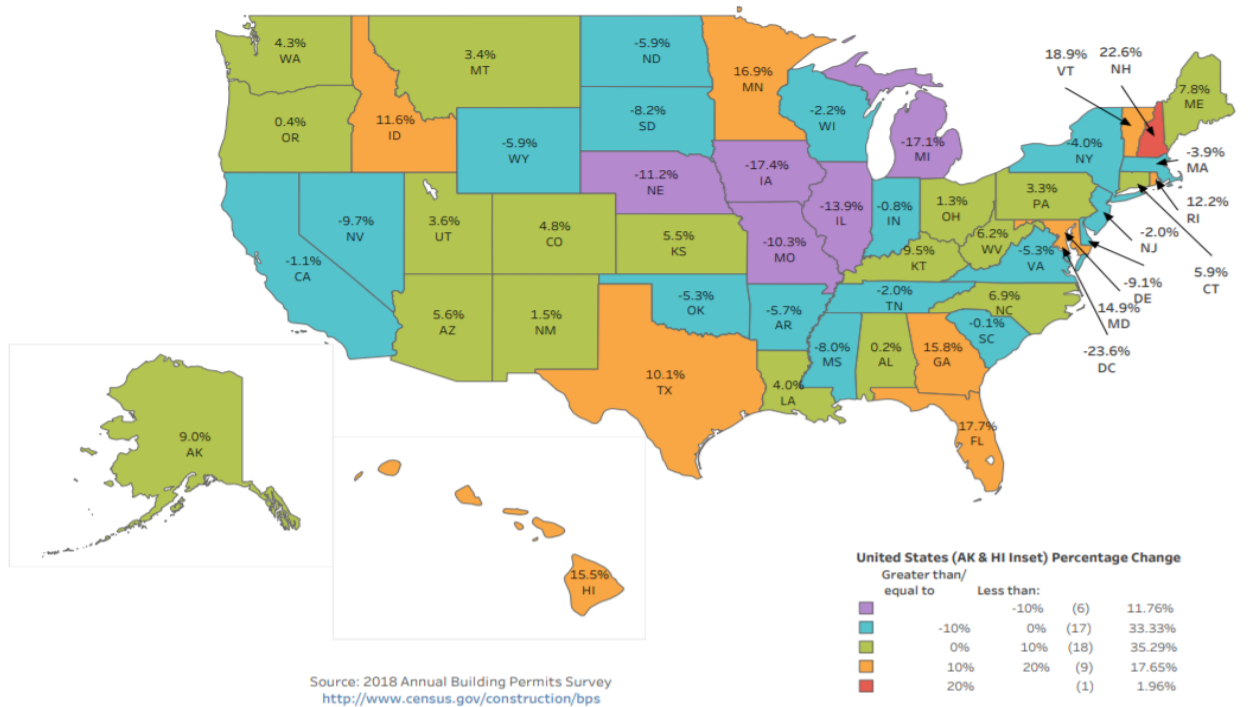 4.3%
WA
3.4%
MT
-5.9%
ND
16.9%
MN
18.9%
VT
22.6%
NH
7.8%
ME
0.4%
OR
11.6%
ID
-8.2%
SD
-2.2%
WI
-17.1%
MI
-4.0%
NY
-3.9%
MA
-5.9%
WY
-11.2%
NE
-17.4%
IA
-13.9%
IL
-0.8%
IN
1.3%
OH
3.3%
PA
12.2%
RI
-2.0%
NJ
5.9%
CT
-9.1%
DE
14.9%
MD
-23.6%
DC
-9.7%
NV
3.6%
UT
4.8%
CO
5.5%
KS
-10.3%
MO
9.5%
KT
6.2%
WV
-5.3%
VA
-1.1%
CA
5.6%
AZ
1.5%
NM
-5.3%
OK
-5.7%
AR
-2.0%
TN
6.9%
NC
-0.1%
SC
10.1%
TX
4.0%
LA
-8.0%
MS
0.2%
AL
15.8%
GA
17.7%
FL
9.0%
AK
15.5%
HI
United States (AK & HI Inset) Percentage Change
Greater than/
equal to Less than:
-10% (6) 11.76%
-10% 0% (17) 33.33%
0% 10% (18) 35.29%
10% 20% (9) 17.65%
20% (1) 1.96%
Source: 2018 Annual Building Permits Survey
http://www.census.gov/construction/bps